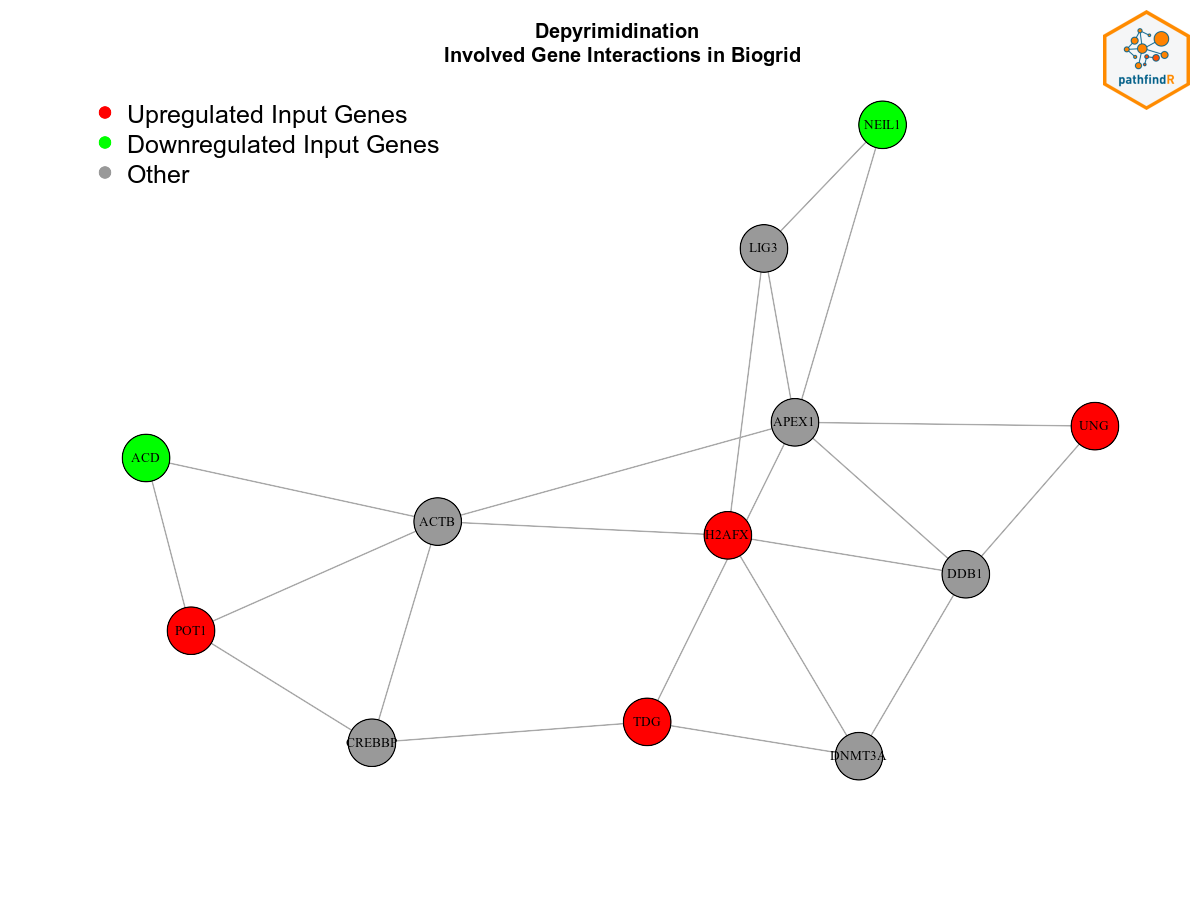 Depyrimidination
Involved Gene Interactions in Biogrid
pathfindR
Upregulated Input Genes
Downregulated Input Genes
Other
NEIL1
LIG3
APEX1
UNG
ACD
ACTB
H2AFX
DDB1
POT1
TDG
CREBBP
DNMT3A